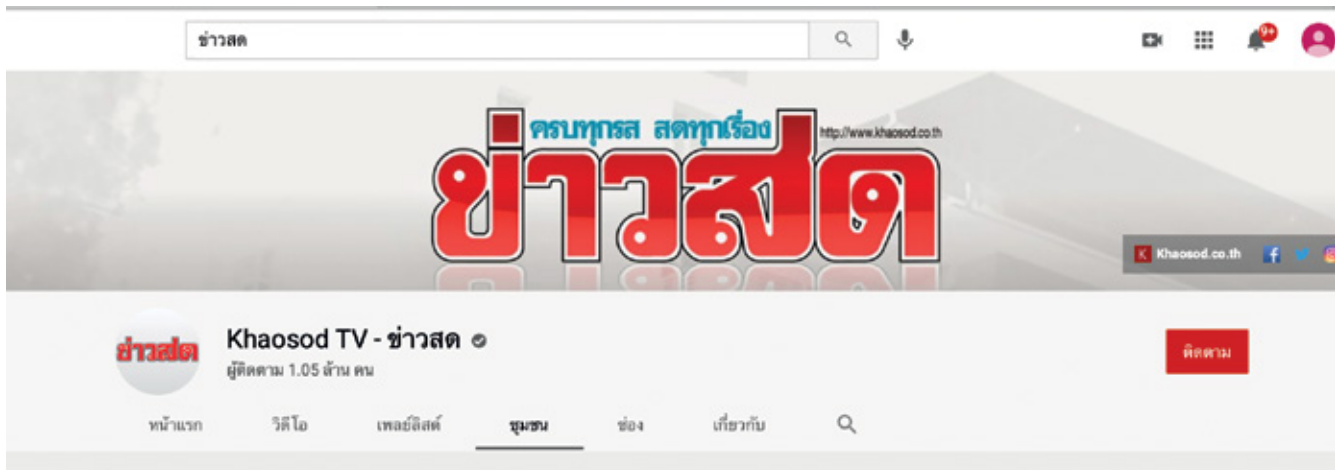 ข่าวสด
9+
ครบทุกรส สดทุกเรื่อง
http://www.khaosod.co.th
ข่าวสด
K Khaosod.co.th
ข่าวสด
Khaosod TV - ข่าวสด
ผู้ติดตาม 1.05 ล้าน คน
ติดตาม
หน้าแรก วิดีโอ เพลย์ลิสต์ ชุมชน ช่อง เกี่ยวกับ